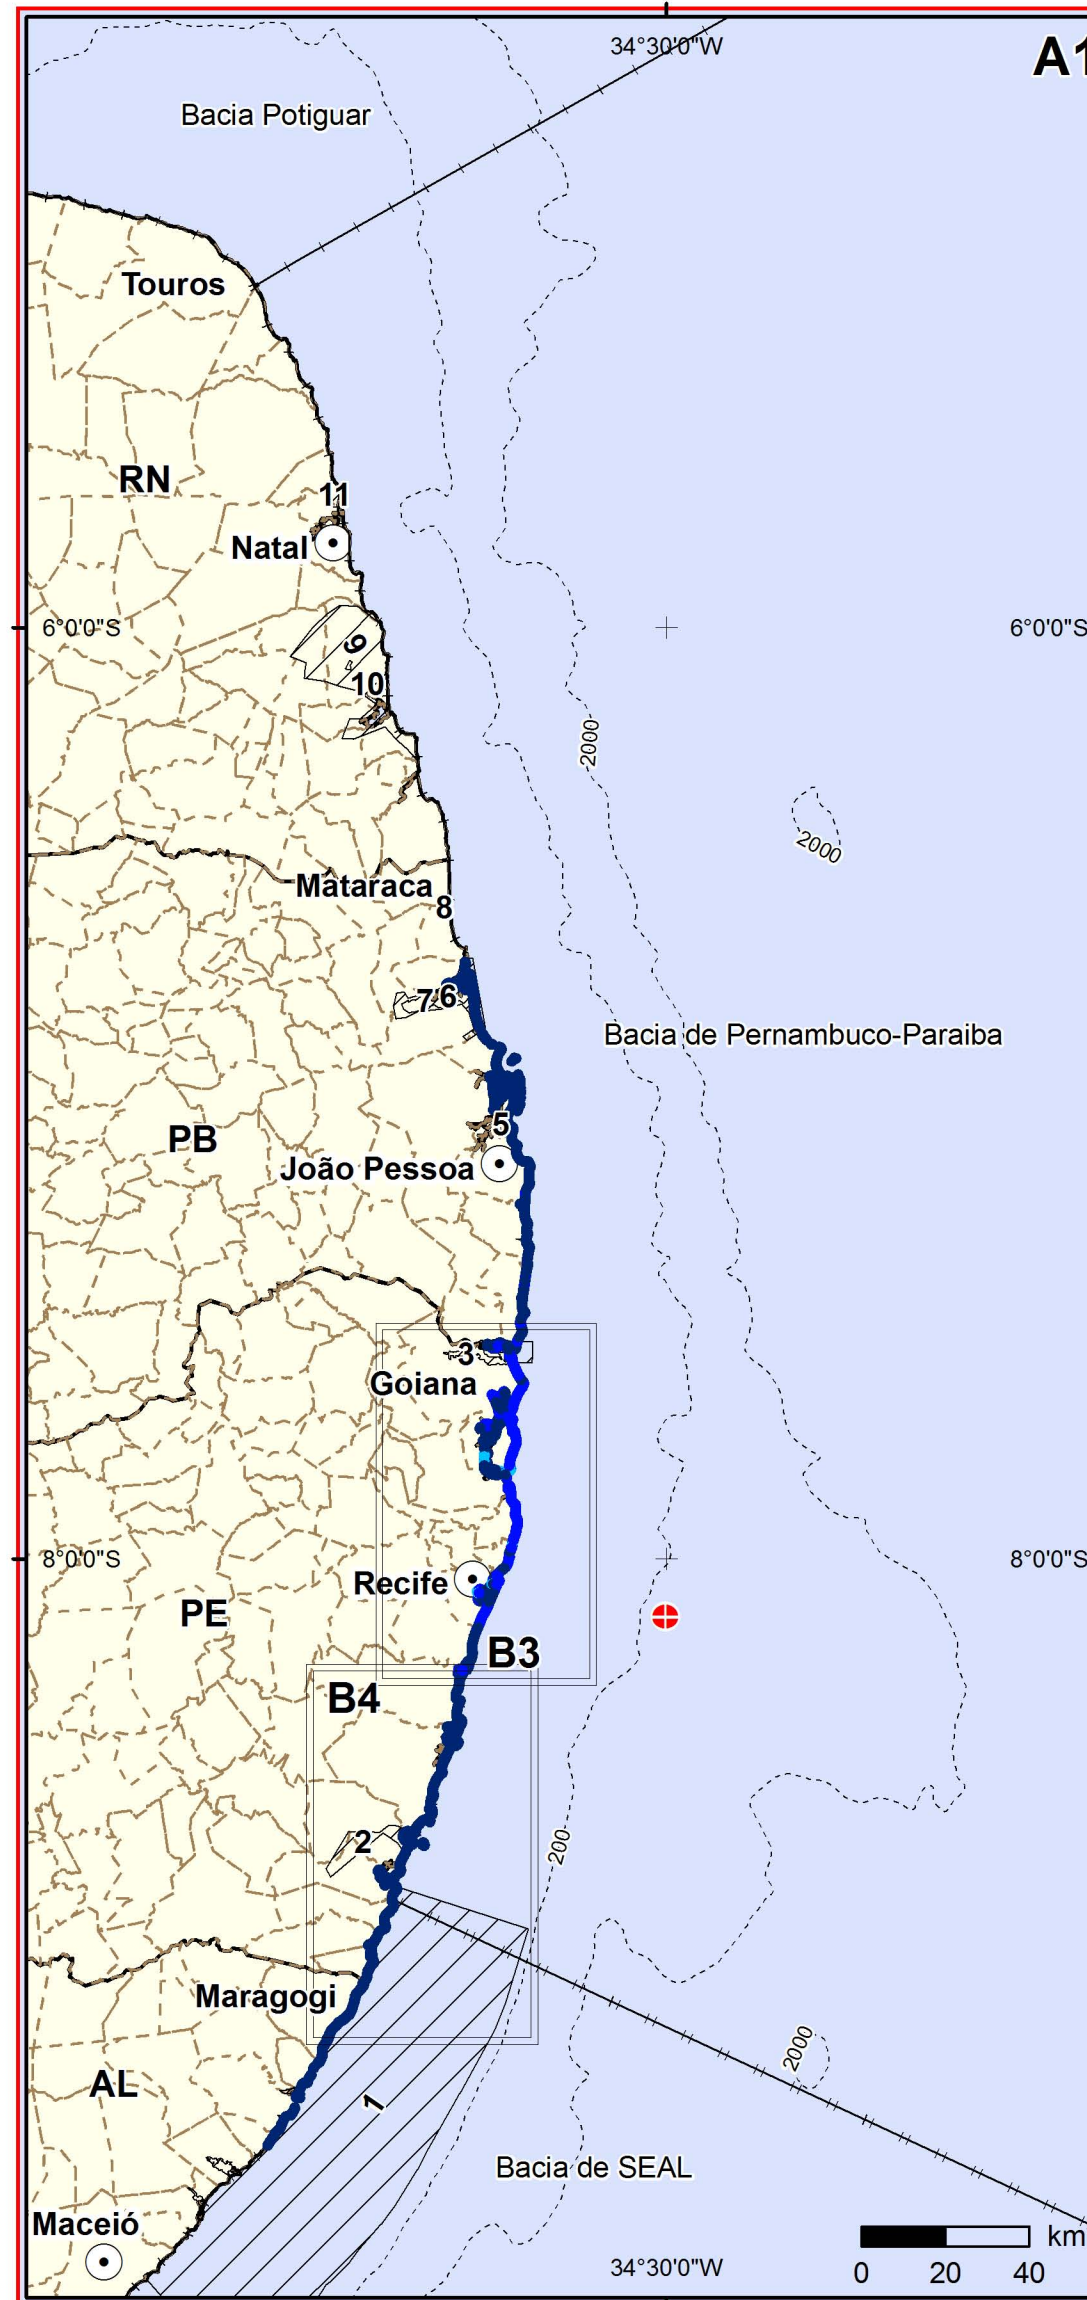 34°30'0"W
A1
Bacia Potiguar
Touros
RN
11
Natal
6°0'0"S
6°0'0"S
9
10
2000
2000
Mataraca
8
7
6
Bacia de Pernambuco-Paraiba
5
PB
João Pessoa
3
Goiana
8°0'0"S
8°0'0"S
Recife
PE
B3
B4
2
200
Maragogi
2000
AL
1
Bacia de SEAL
Maceió
34°30'0"W
km
0 20 40